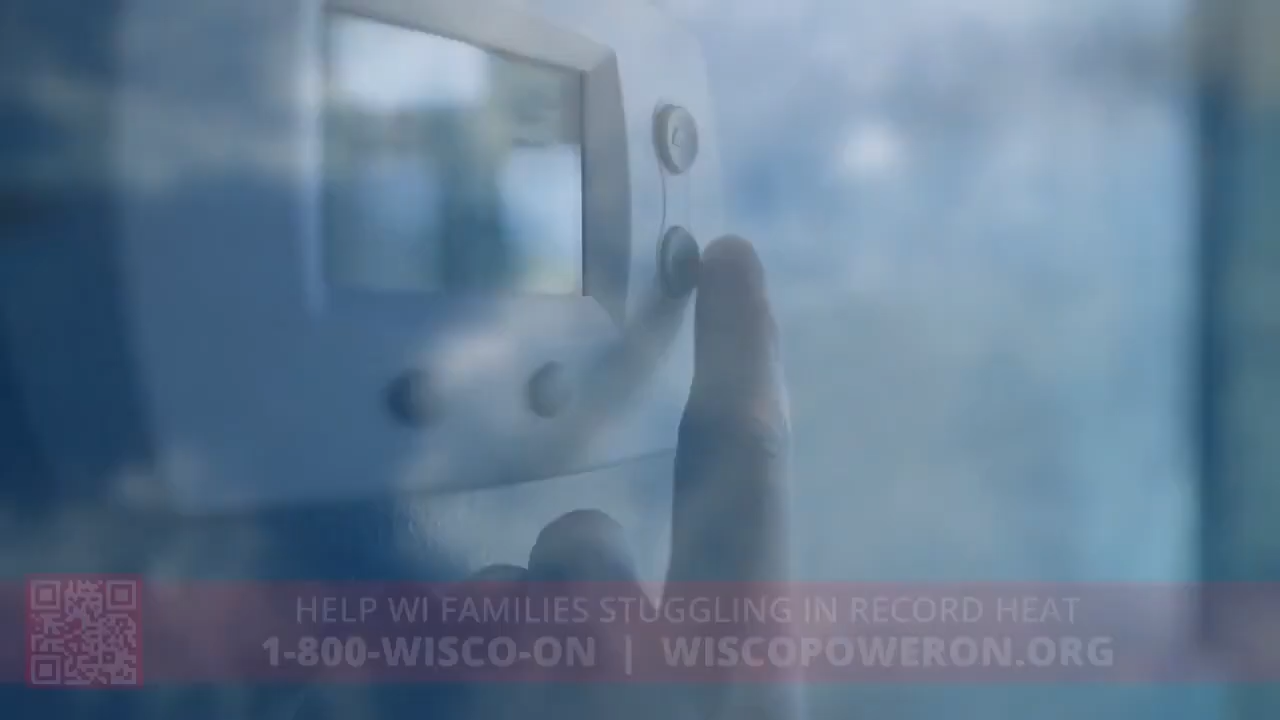 HELP WI FAMILIES STUGGLING IN RECORD HEAT
1-800-WISCO-ON | WISCOPOWERON.ORG